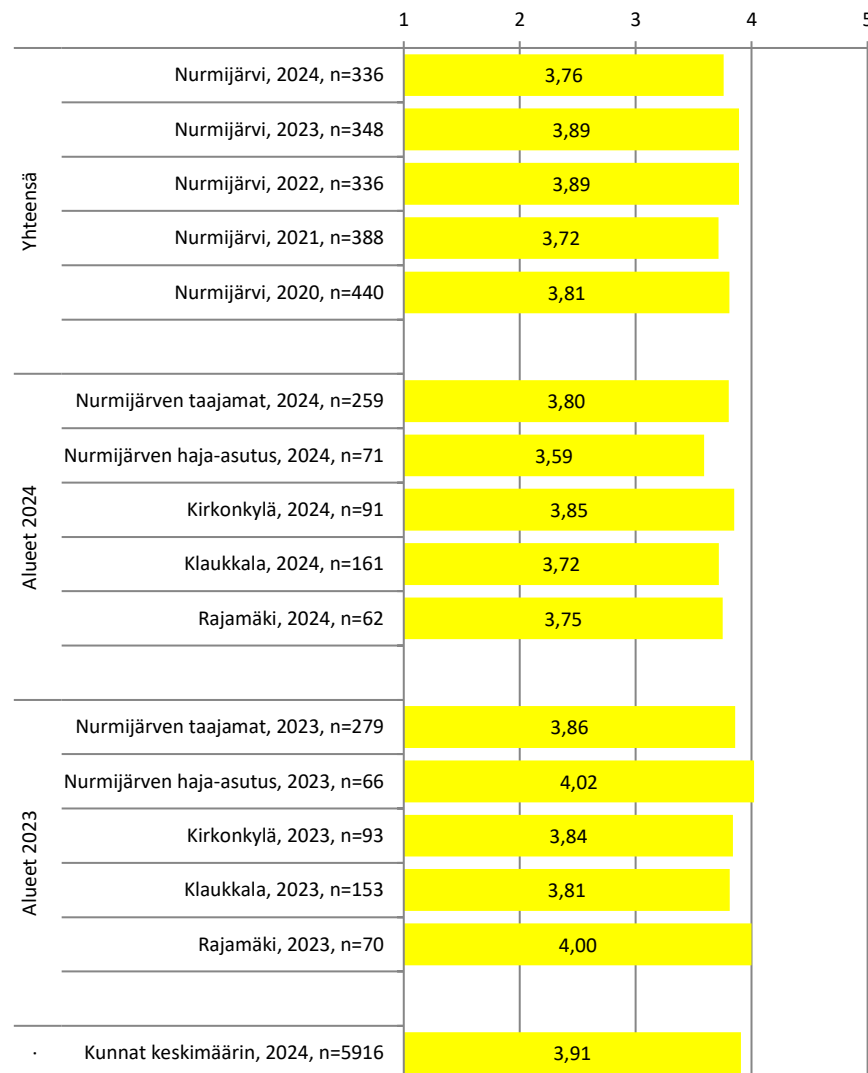 1 2 3 4 5
Yhteensä
Nurmijärvi, 2024, n=336 3,76
Nurmijärvi, 2023, n=348 3,89
Nurmijärvi, 2022, n=336 3,89
Nurmijärvi, 2021, n=388 3,72
Nurmijärvi, 2020, n=440 3,81
Alueet 2024
Nurmijärven taajamat, 2024, n=259 3,80
Nurmijärven haja-asutus, 2024, n=71 3,59
Kirkonkylä, 2024, n=91 3,85
Klaukkala, 2024, n=161 3,72
Rajamäki, 2024, n=62 3,75
Alueet 2023
Nurmijärven taajamat, 2023, n=279 3,86
Nurmijärven haja-asutus, 2023, n=66 4,02
Kirkonkylä, 2023, n=93 3,84
Klaukkala, 2023, n=153 3,81
Rajamäki, 2023, n=70 4,00
. Kunnat keskimäärin, 2024, n=5916 3,91